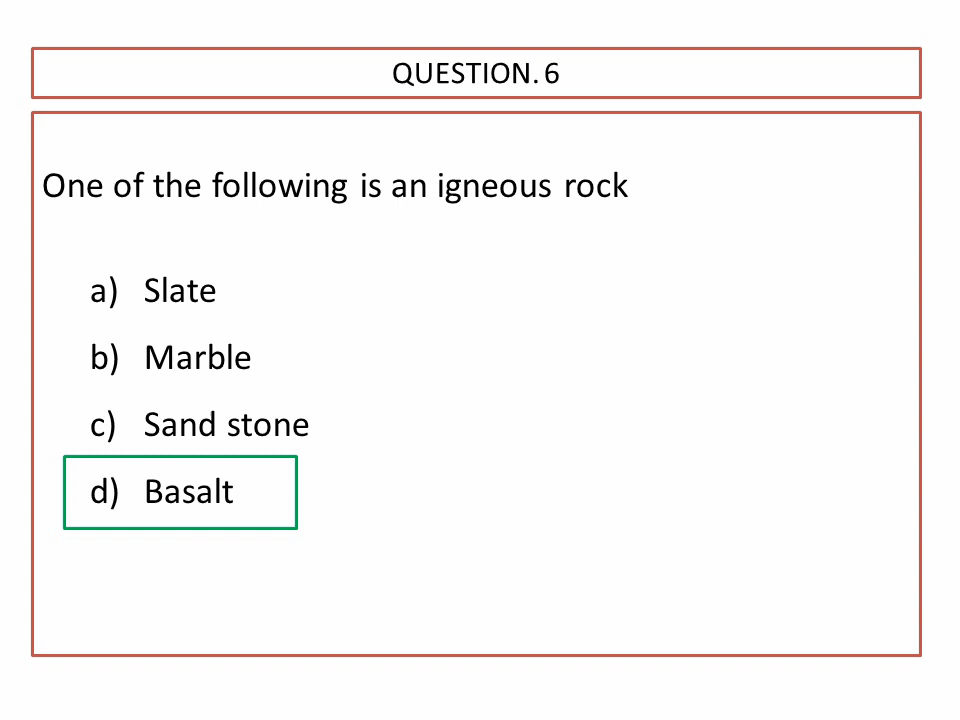 QUESTION. 6
One of the following is an igneous rock
a) Slate
b) Marble
c) Sand stone
d) Basalt